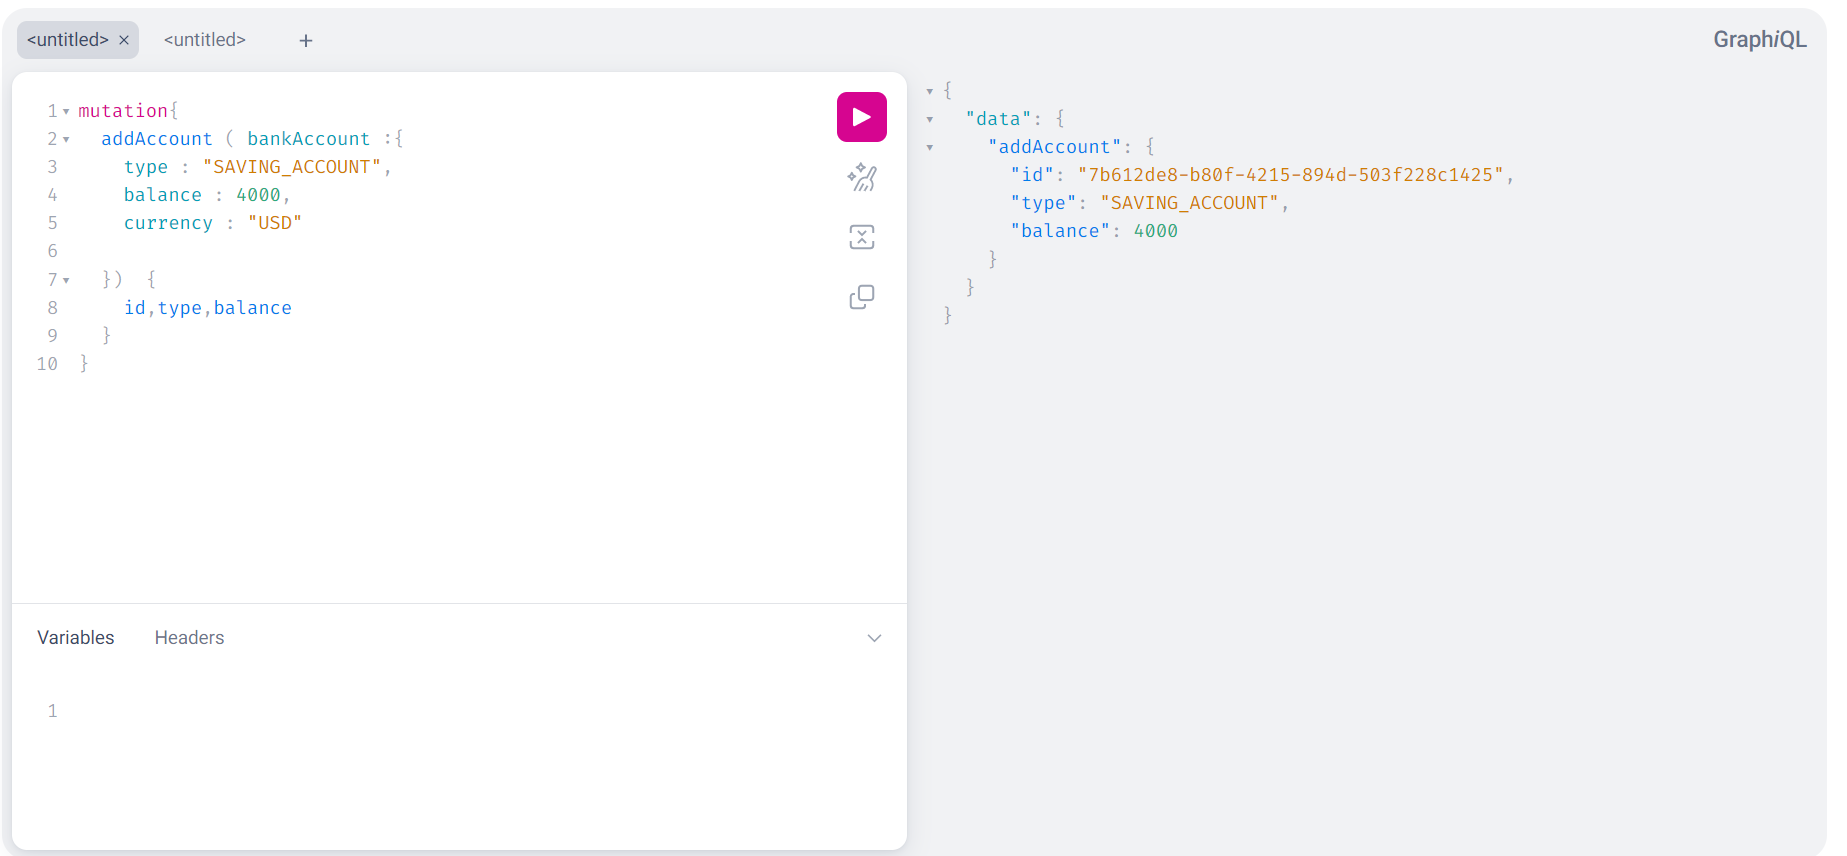 <untitled> × <untitled> +
GraphiQL
1 mutation{
2 addAccount ( bankAccount :{
3 type : "SAVING_ACCOUNT",
4 balance : 4000,
5 currency : "USD"
6
7 }) {
8 id,type,balance
9 }
10 }
{
"data": {
"addAccount": {
"id": "7b612de8-b80f-4215-894d-503f228c1425",
"type": "SAVING_ACCOUNT",
"balance": 4000
}
}
}
Variables Headers
1